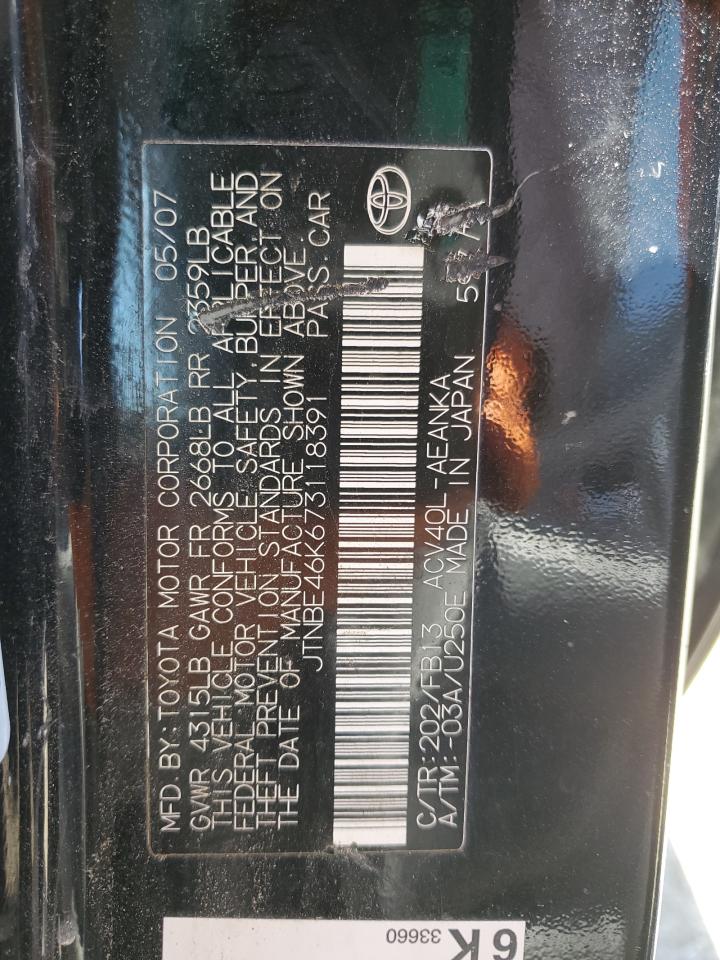 MFD. BY: TOYOTA MOTOR CORPORATION 05/07
GVWR 4315LB GAWR FR 2668LB RR 2359LB
THIS VEHICLE CONFORMS TO ALL APPLICABLE
FEDERAL MOTOR VEHICLE SAFETY, BUMPER, AND
THEFT PREVENTION STANDARDS IN EFFECT ON
THE DATE OF MANUFACTURE SHOWN ABOVE.
JTNBE46K673118391 PASS. CAR
C/TR: 202/FB13 ACV40L-AEANKA
A/TM: -03A/U250E MADE IN JAPAN
6K
33660